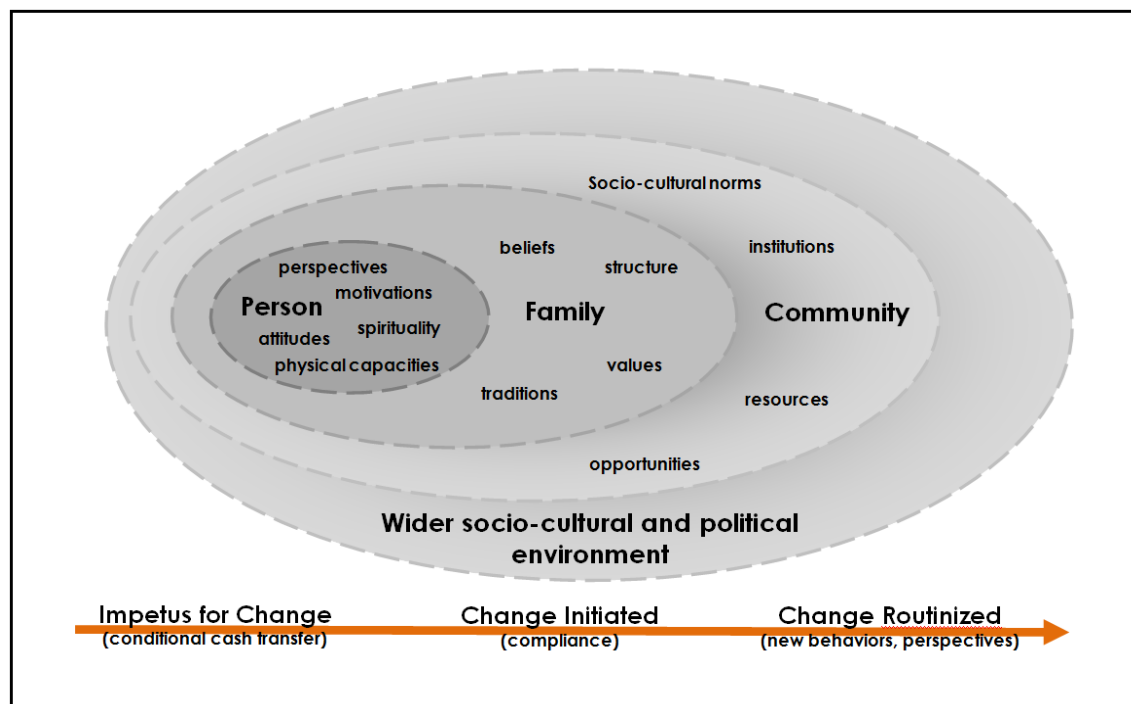 Socio-cultural norms
beliefs
institutions
perspectives
structure
motivations
Person
Family
Community
attitudes
spirituality
physical capacities
values
traditions
resources
opportunities
Wider socio-cultural and political
environment
Impetus for Change
(conditional cash transfer)
Change Initiated
(compliance)
Change Routinized
(new behaviors, perspectives)